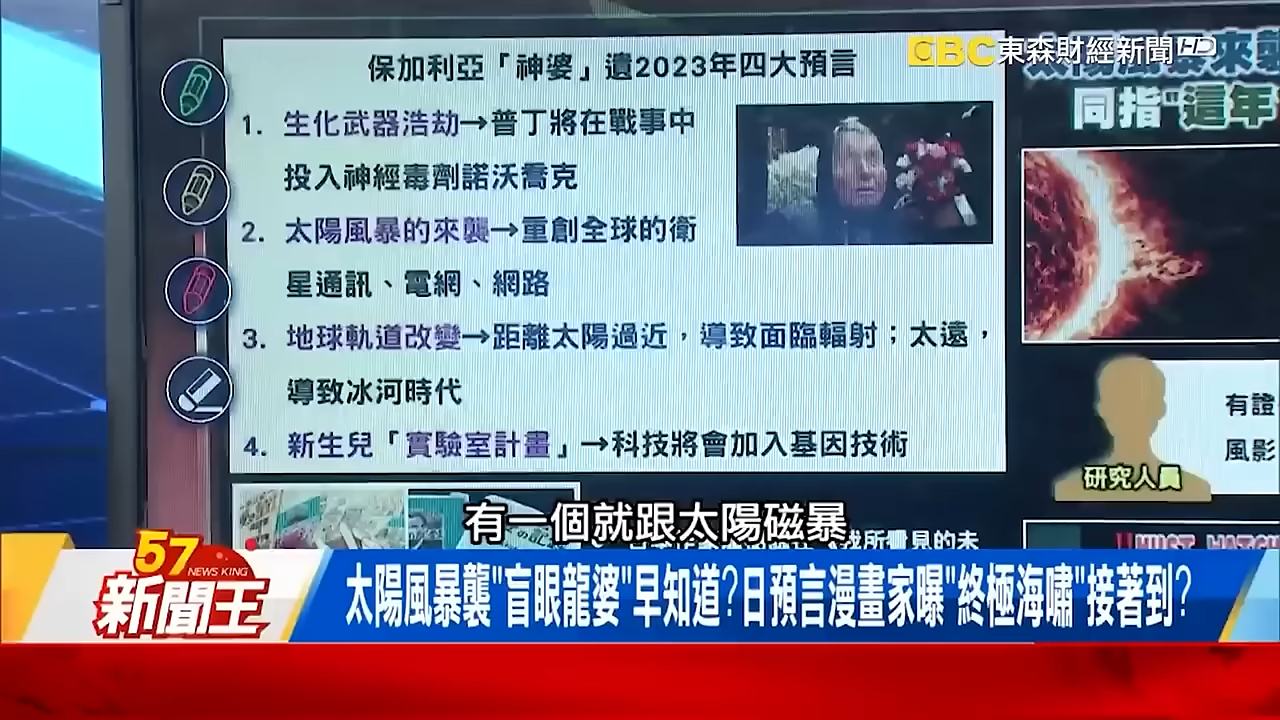 EBC 東森財經新聞 HD
保加利亞「神婆」遺2023年四大預言
1. 生化武器浩劫→普丁將在戰事中
投入神經毒劑諾沃喬克
2. 太陽風暴的來襲→重創全球的衛
星通訊、電網、網路
3. 地球軌道改變→距離太陽過近，導致面臨輻射；太遠，
導致冰河時代
4. 新生兒「實驗室計畫」→科技將會加入基因技術
太陽風暴來襲
同指"這年
有證
風影
研究人員
有一個就跟太陽磁暴
57
NEWS KING
新聞王
太陽風暴襲"盲眼龍婆"早知道?日預言漫畫家曝"終極海嘯"接著到?